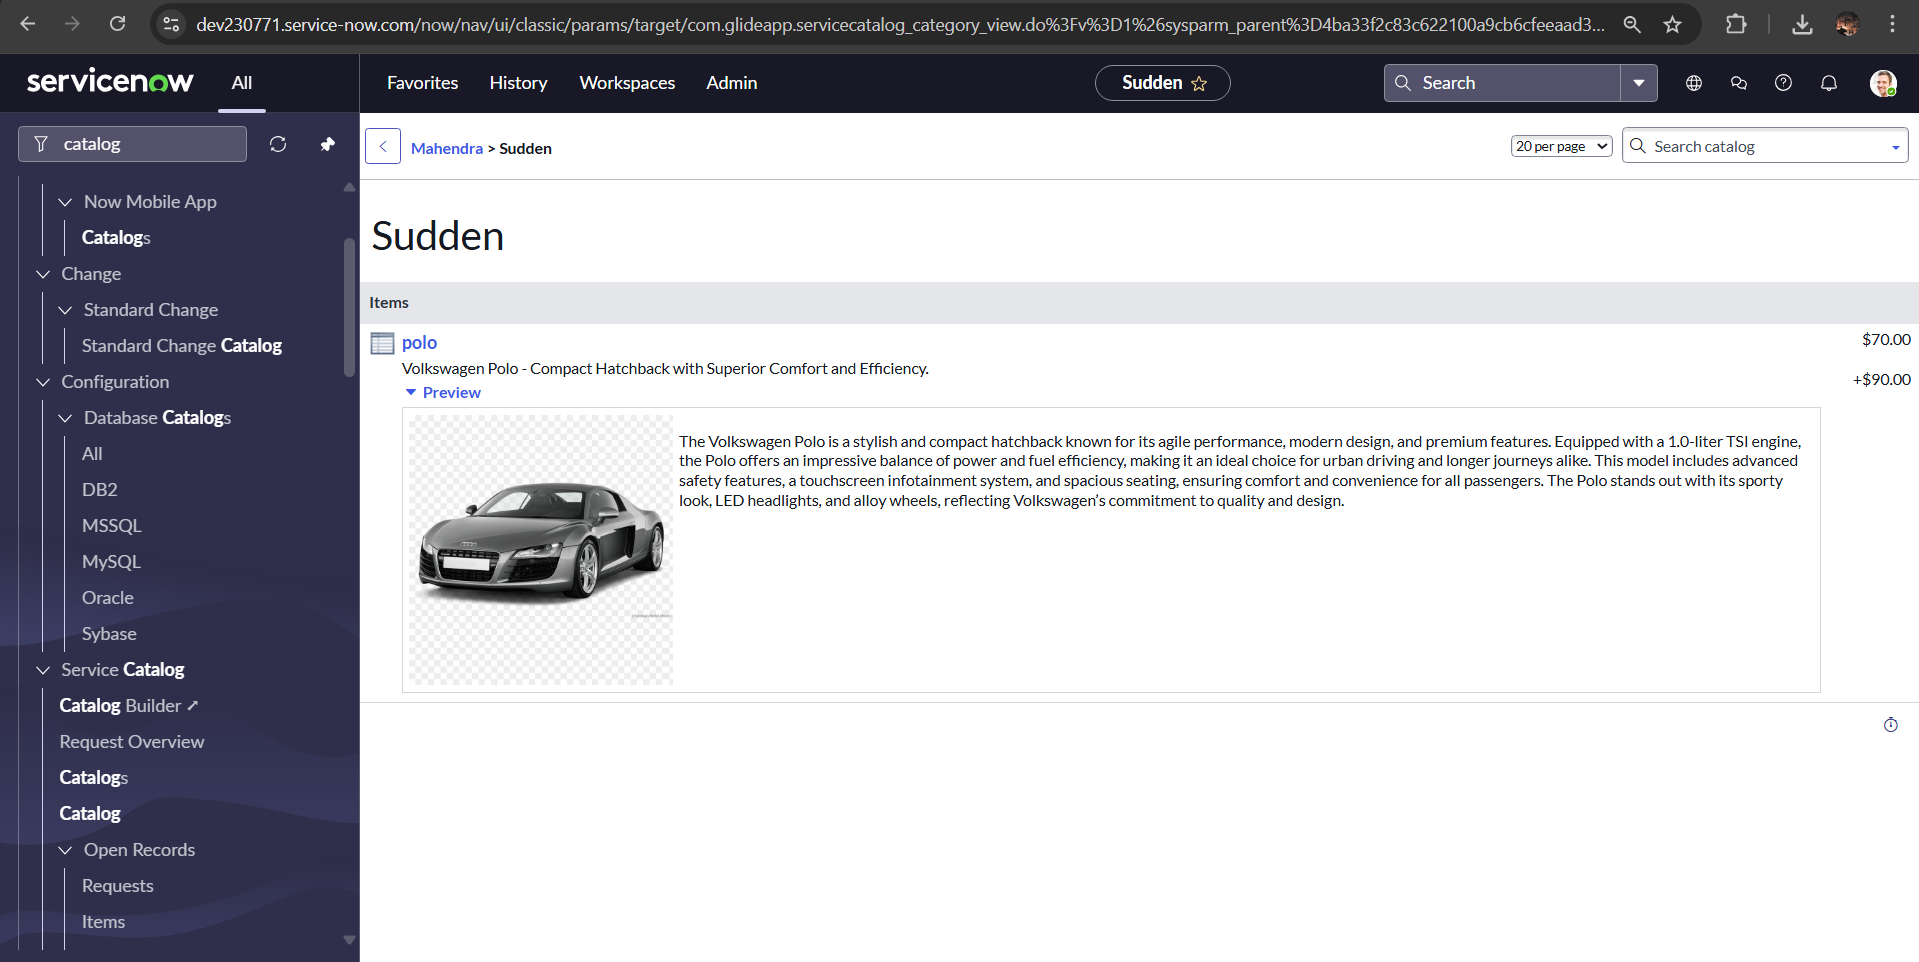 dev230771.service-now.com/now/nav/ui/classic/params/target/com.glideapp.servicecatalog_category_view.do%3Fv%3D1%26sysparm_parent%3D4ba33f2c83c622100a9cb6cfeeaad3...
servicenow
All
Favorites
History
Workspaces
Admin
Sudden
Search
catalog
Now Mobile App
Catalogs
Change
Standard Change
Standard Change Catalog
Configuration
Database Catalogs
All
DB2
MSSQL
MySQL
Oracle
Sybase
Service Catalog
Catalog Builder
Request Overview
Catalogs
Catalog
Open Records
Requests
Items
Mahendra > Sudden
20 per page
Search catalog
Sudden
Items
polo
$70.00
Volkswagen Polo - Compact Hatchback with Superior Comfort and Efficiency.
+$90.00
Preview
The Volkswagen Polo is a stylish and compact hatchback known for its agile performance, modern design, and premium features. Equipped with a 1.0-liter TSI engine,
the Polo offers an impressive balance of power and fuel efficiency, making it an ideal choice for urban driving and longer journeys alike. This model includes advanced
safety features, a touchscreen infotainment system, and spacious seating, ensuring comfort and convenience for all passengers. The Polo stands out with its sporty
look, LED headlights, and alloy wheels, reflecting Volkswagen’s commitment to quality and design.